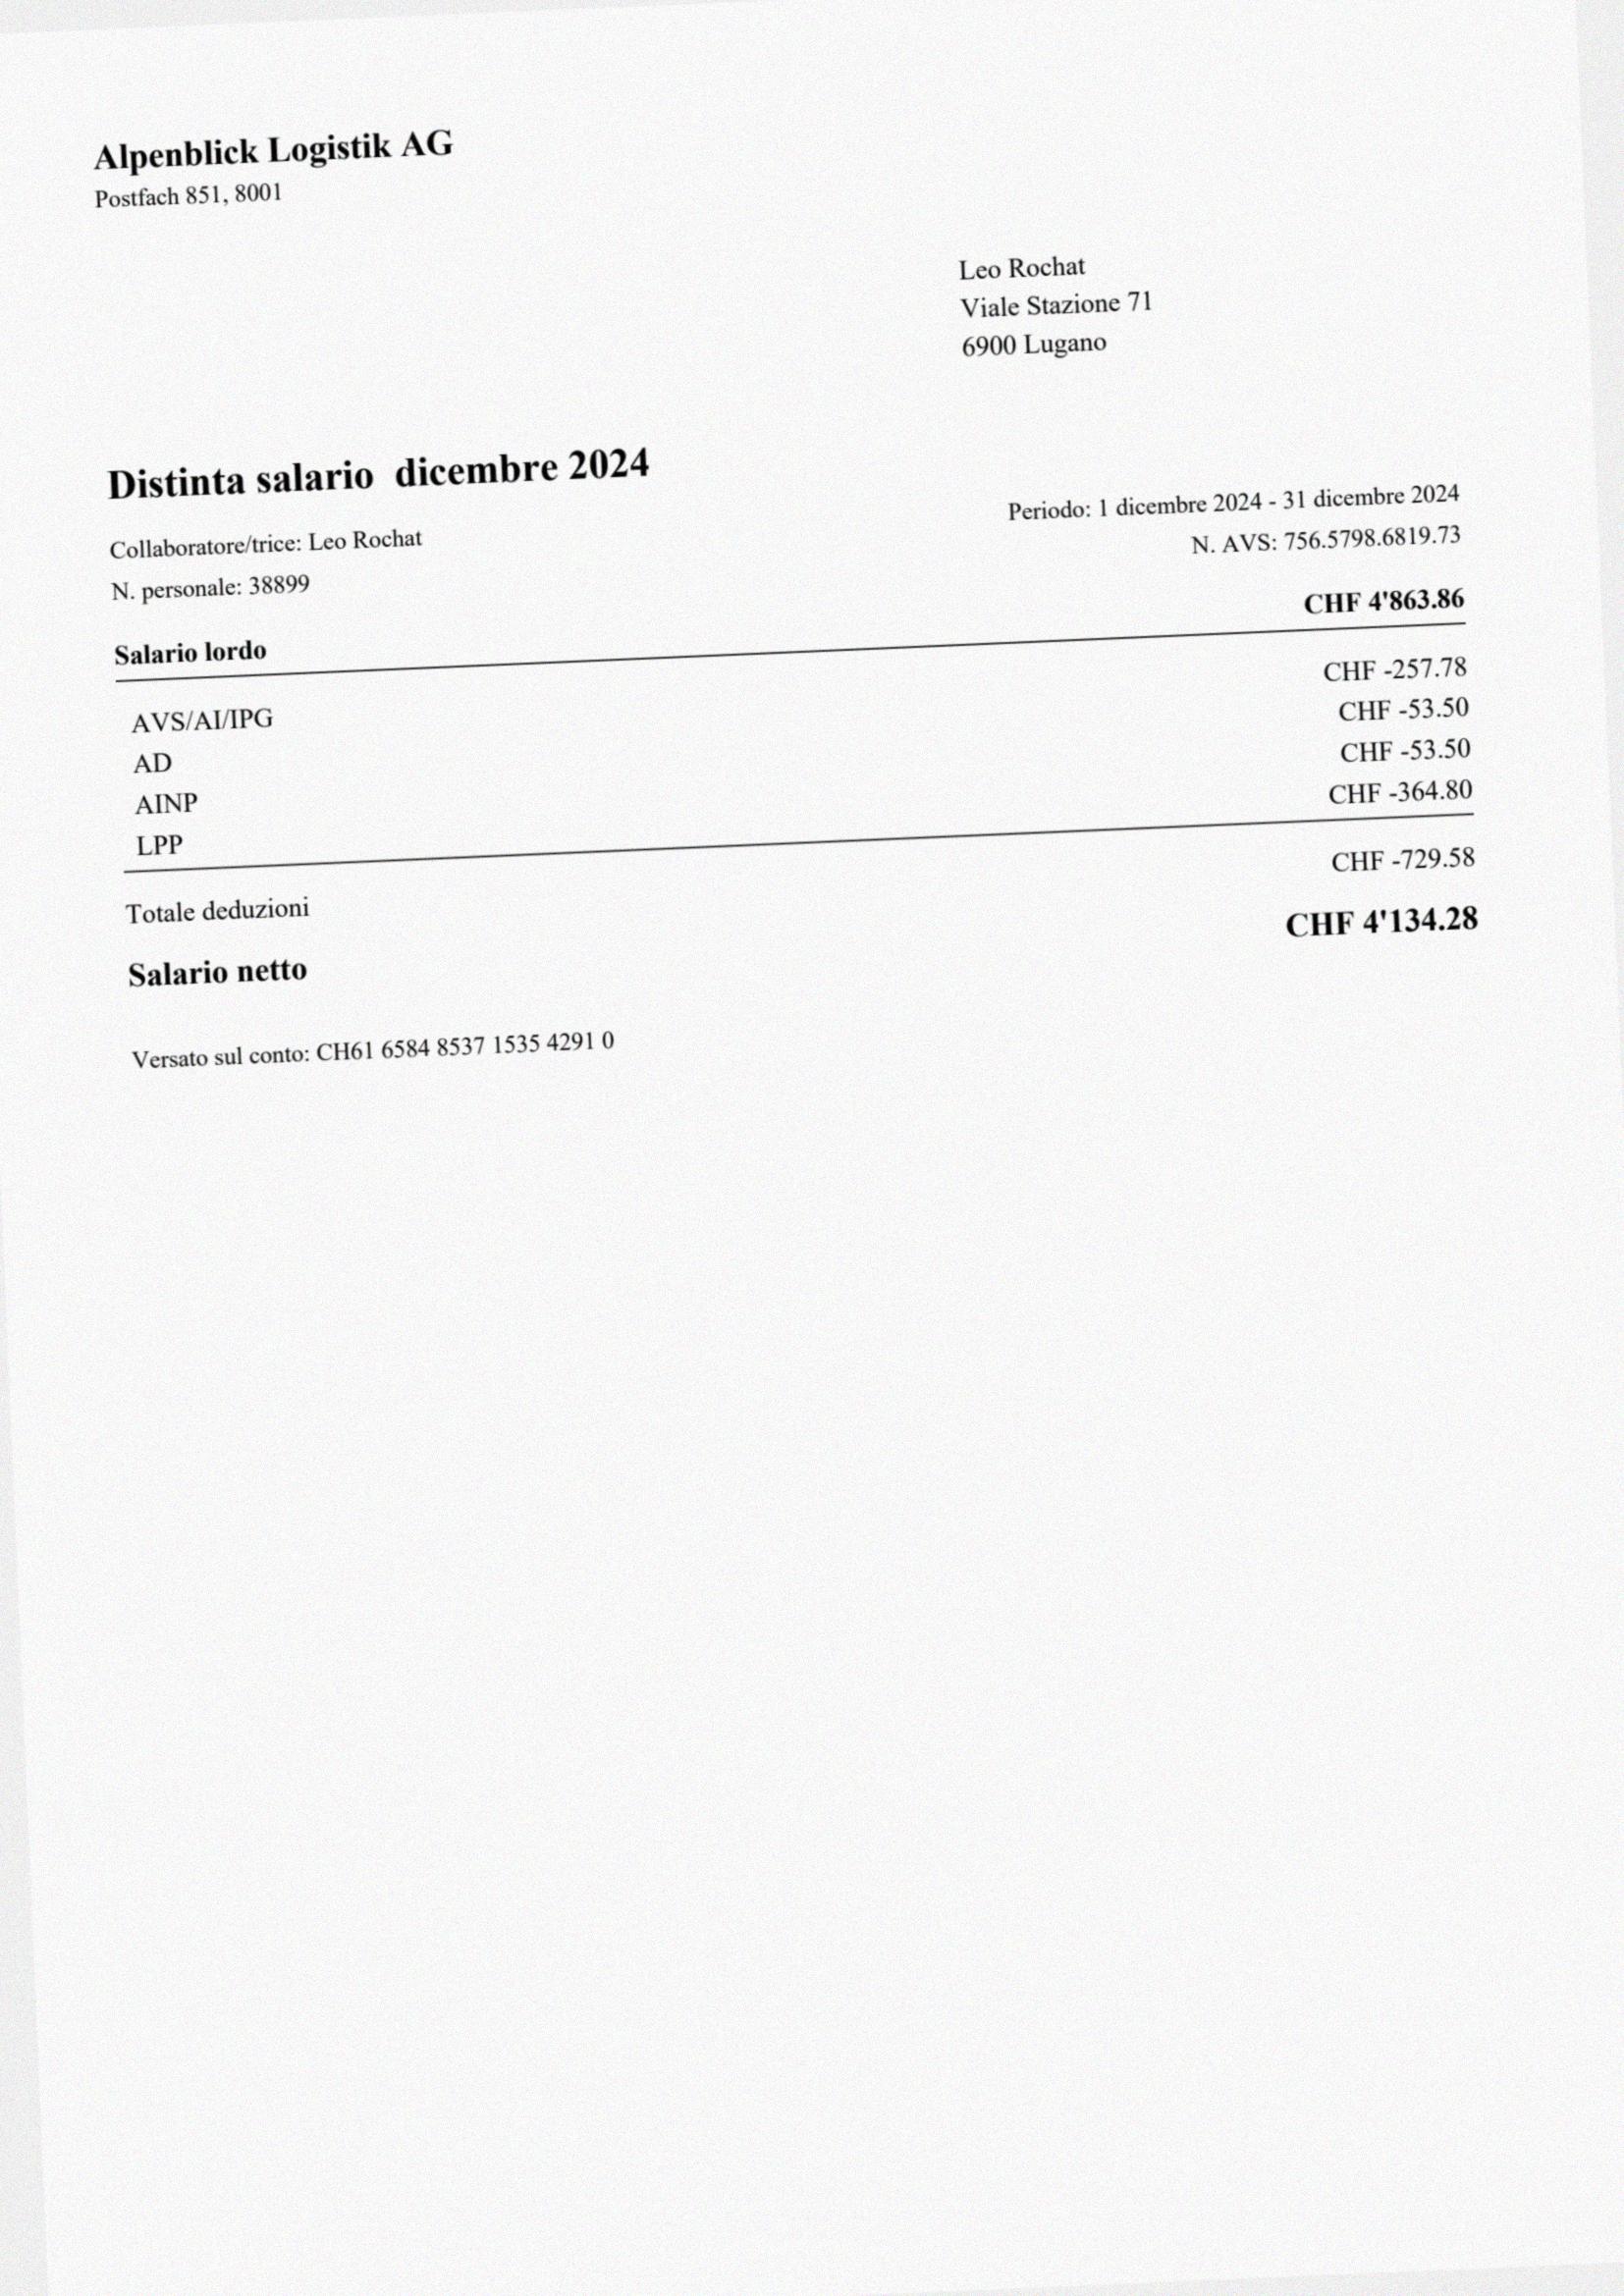 Alpenblick Logistik AG
Postfach 851, 8001
Leo Rochat
Viale Stazione 71
6900 Lugano
Distinta salario dicembre 2024
Periodo: 1 dicembre 2024 - 31 dicembre 2024
Collaboratore/trice: Leo Rochat
N. AVS: 756.5798.6819.73
N. personale: 38899
Salario lordo CHF 4'863.86
AVS/AI/IPG CHF -257.78
AD CHF -53.50
AINP CHF -53.50
LPP CHF -364.80
Totale deduzioni CHF -729.58
Salario netto CHF 4'134.28
Versato sul conto: CH61 6584 8537 1535 4291 0